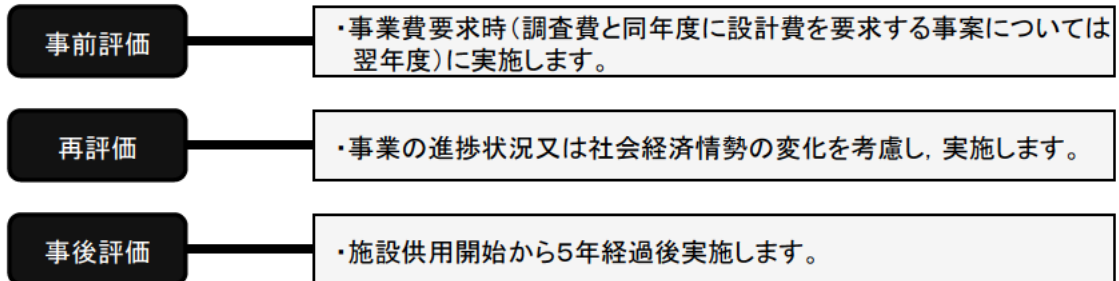 事前評価
・事業費要求時(調査費と同年度に設計費を要求する事案については
翌年度)に実施します。
再評価
・事業の進捗状況又は社会経済情勢の変化を考慮し,実施します。
事後評価
・施設供用開始から5年経過後実施します。